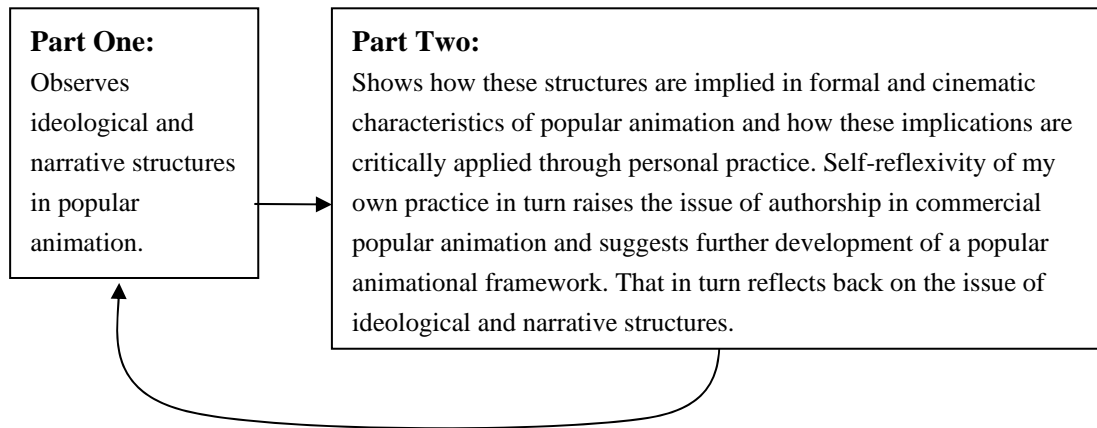 Part One:
Observes
ideological and
narrative structures
in popular
animation.
Part Two:
Shows how these structures are implied in formal and cinematic
characteristics of popular animation and how these implications are
critically applied through personal practice. Self-reflexivity of my
own practice in turn raises the issue of authorship in commercial
popular animation and suggests further development of a popular
animational framework. That in turn reflects back on the issue of
ideological and narrative structures.